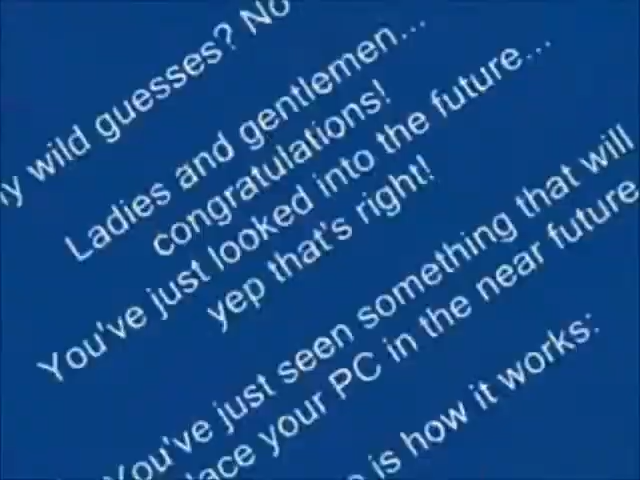 wild guesses? No
Ladies and gentlemen...
congratulations!
You've just looked into the future...
yep that's right!
You've just seen something that will
your PC in the near future
is how it works: